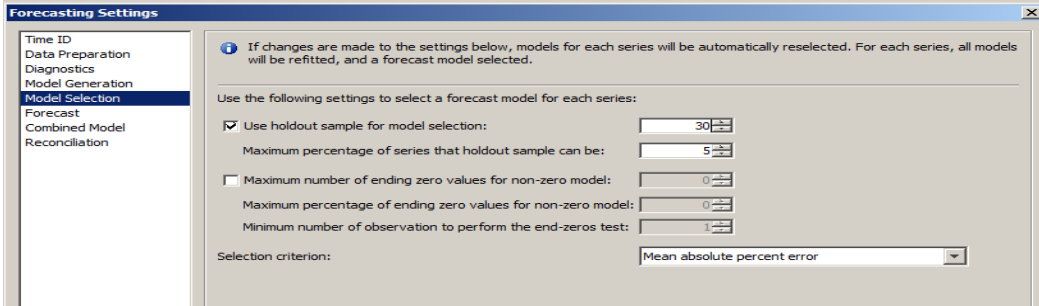 Forecasting Settings
Time ID
Data Preparation
Diagnostics
Model Generation
Model Selection
Forecast
Combined Model
Reconciliation
If changes are made to the settings below, models for each series will be automatically reselected. For each series, all models
will be refitted, and a forecast model selected.
Use the following settings to select a forecast model for each series:
Use holdout sample for model selection: 30
Maximum percentage of series that holdout sample can be: 5
Maximum number of ending zero values for non-zero model: 0
Maximum percentage of ending zero values for non-zero model: 0
Minimum number of observation to perform the end-zeros test: 1
Selection criterion: Mean absolute percent error